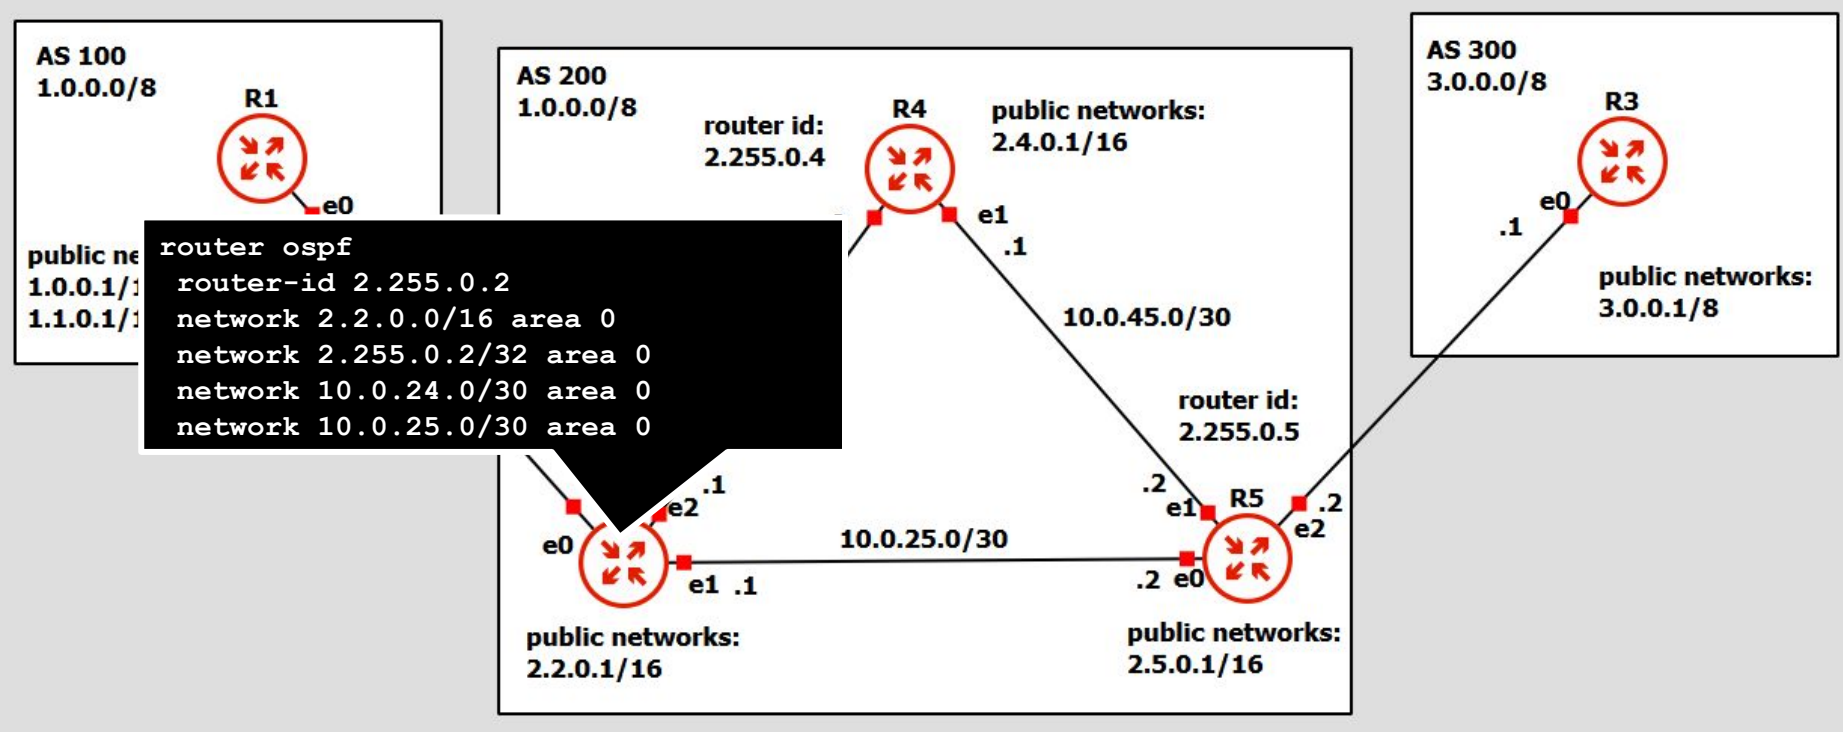 AS 100
1.0.0.0/8
R1
e0
public ne
1.0.0.1/1
1.1.0.1/1
router ospf
router-id 2.255.0.2
network 2.2.0.0/16 area 0
network 2.255.0.2/32 area 0
network 10.0.24.0/30 area 0
network 10.0.25.0/30 area 0
AS 200
1.0.0.0/8
router id:
2.255.0.4
R4
public networks:
2.4.0.1/16
e1
.1
10.0.45.0/30
router id:
2.255.0.5
.1
e2
e0
e1 .1
10.0.25.0/30
.2
e1
R5
.2
e2
.2 e0
public networks:
2.2.0.1/16
public networks:
2.5.0.1/16
AS 300
3.0.0.0/8
R3
e0
.1
public networks:
3.0.0.1/8